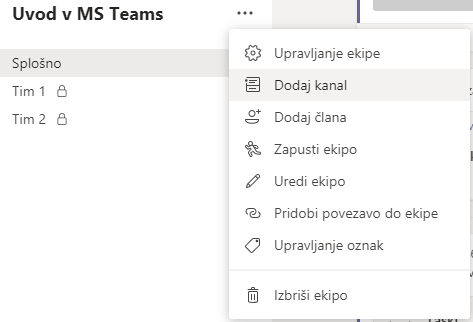 Uvod v MS Teams
Splošno
Tim 1
Tim 2
Upravljanje ekipe
Dodaj kanal
Dodaj člana
Zapusti ekipo
Uredi ekipo
Pridobi povezavo do ekipe
Upravljanje oznak
Izbriši ekipo